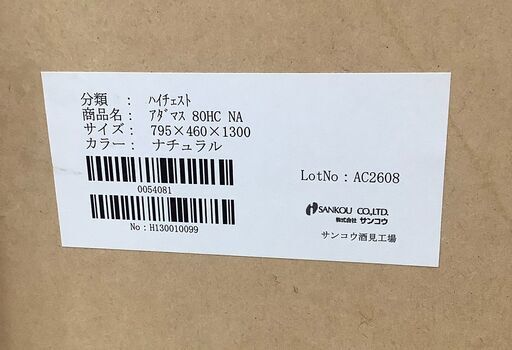 分類　：　ﾊｲﾁｪｽﾄ
商品名：　ｱﾀﾞﾏｽ 80HC NA
サイズ：　795×460×1300
カラー：　ナチュラル
0054081
No：H130010099
LotNo：AC2608
SANKOU CO.,LTD.
株式会社 サンコウ
サンコウ酒見工場